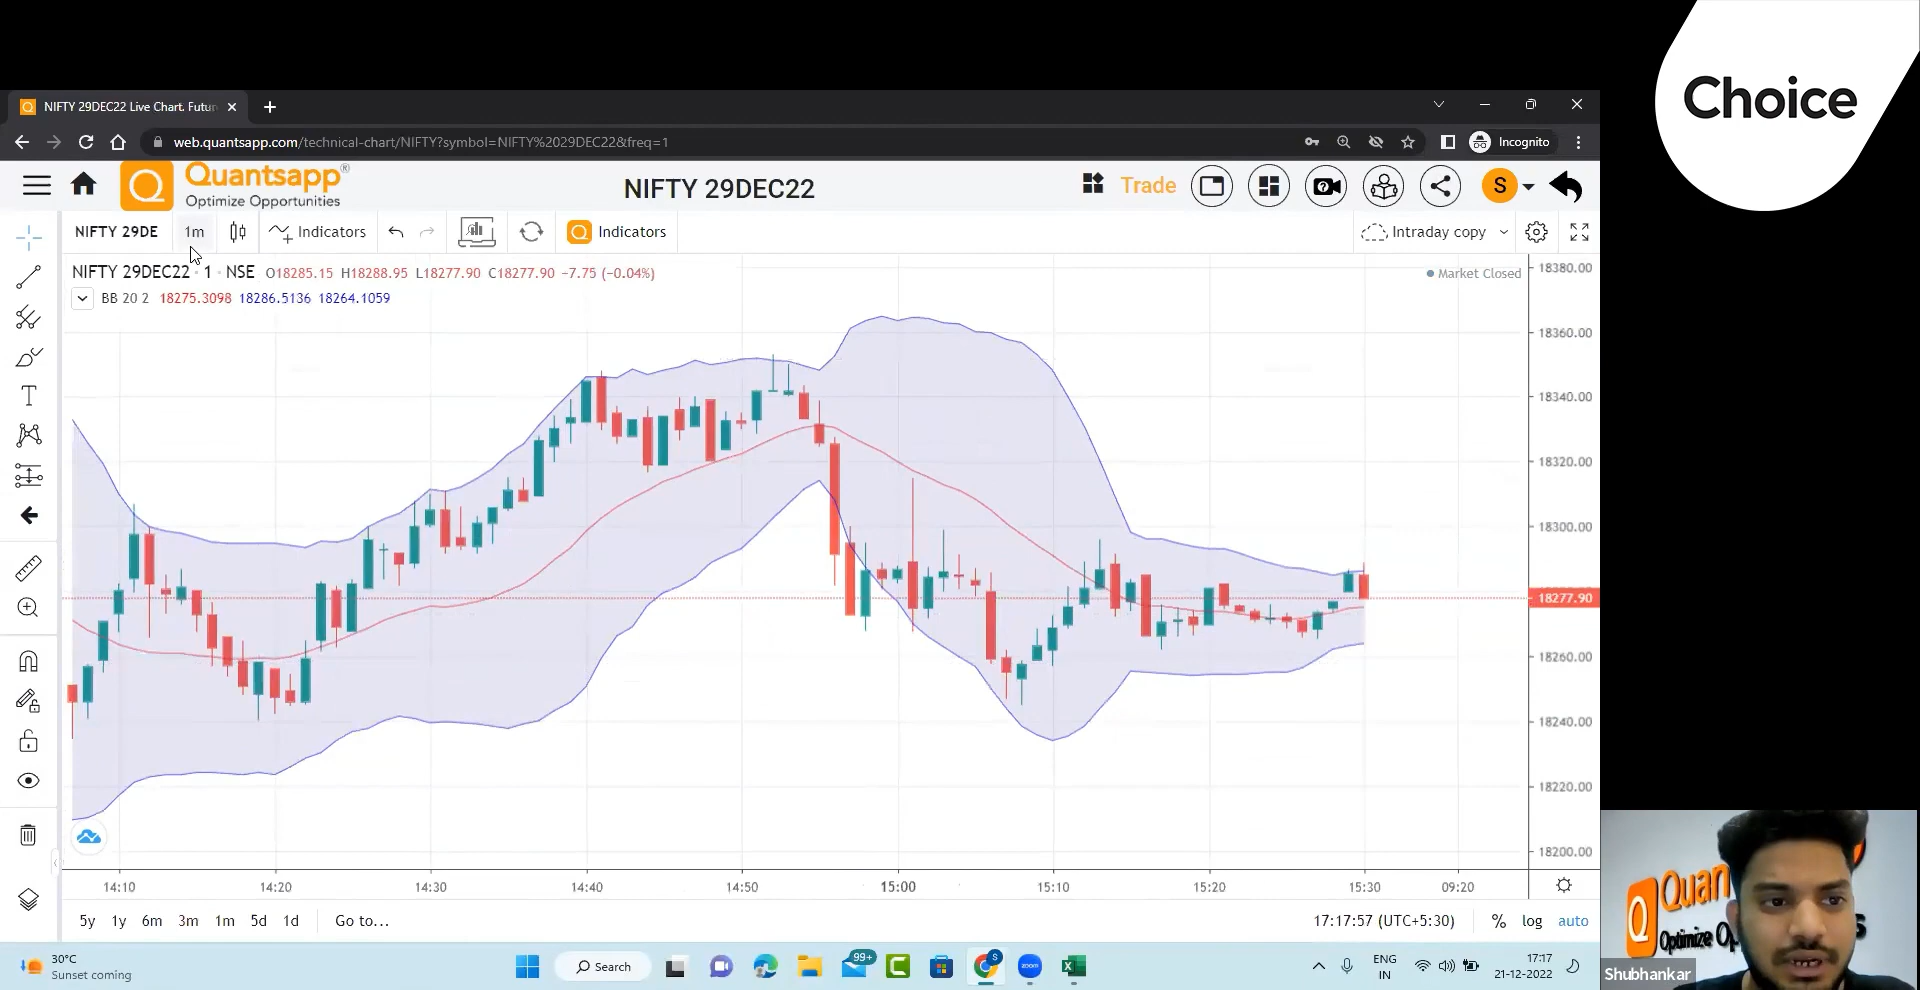 Choice
NIFTY 29DEC22 Live Chart. Futur
web.quantsapp.com/technical-chart/NIFTY?symbol=NIFTY%2029DEC22&freq=1
Incognito
Quantsapp®
Optimize Opportunities
NIFTY 29DEC22
Trade
S
NIFTY 29DE
1m
Indicators
Indicators
Intraday copy
NIFTY 29DEC22 · 1 · NSE O18285.15 H18288.95 L18277.90 C18277.90 −7.75 (−0.04%)
Market Closed
BB 20 2 18275.3098 18286.5136 18264.1059
18380.00
18360.00
18340.00
18320.00
18300.00
18277.90
18260.00
18240.00
18220.00
18200.00
14:10 14:20 14:30 14:40 14:50 15:00 15:10 15:20 15:30 09:20
5y 1y 6m 3m 1m 5d 1d Go to...
17:17:57 (UTC+5:30) % log auto
30°C
Sunset coming
Search
99+
S
zoom
ENG
IN
17:17
21-12-2022
Quan
Optimize Op
Shubhankar